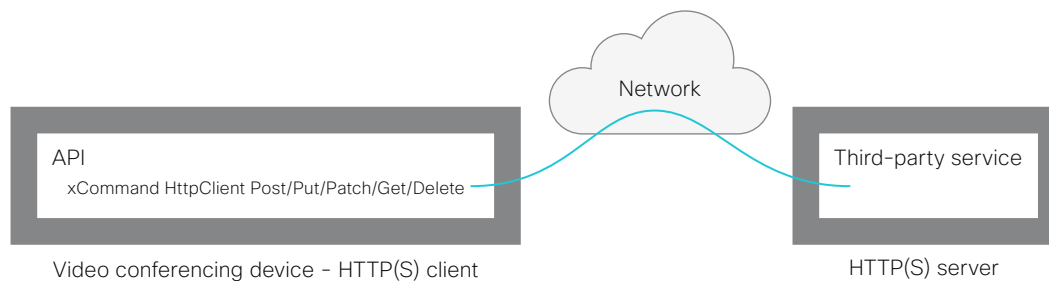 Network
API
xCommand HttpClient Post/Put/Patch/Get/Delete
Third-party service
Video conferencing device - HTTP(S) client
HTTP(S) server